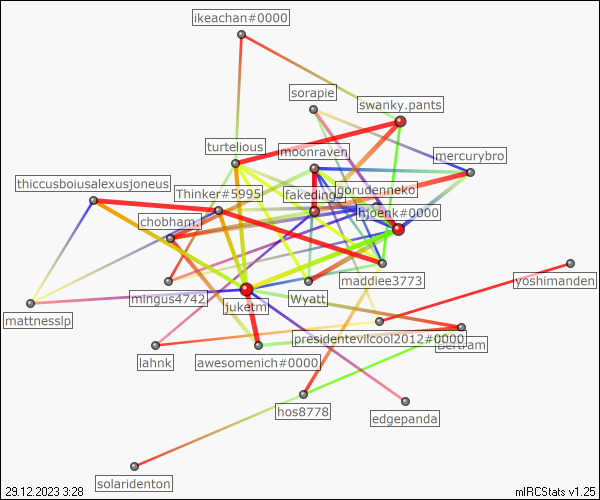 ikeachan#0000
sorapie
swanky.pants
turtelious
moonraven
mercurybro
thiccusboiusalexusjoneus
Thinker#5995
fakeding
gorudenneko
chobham.
hjoenk#0000
maddiee3773
yoshimanden
mingus4742
Wyatt
mattnesslp
juketm
presidentevilcool2012#0000
Bertram
lahnk
awesomenich#0000
hos8778
edgepanda
solaridenton
29.12.2023 3:28
mIRCStats v1.25